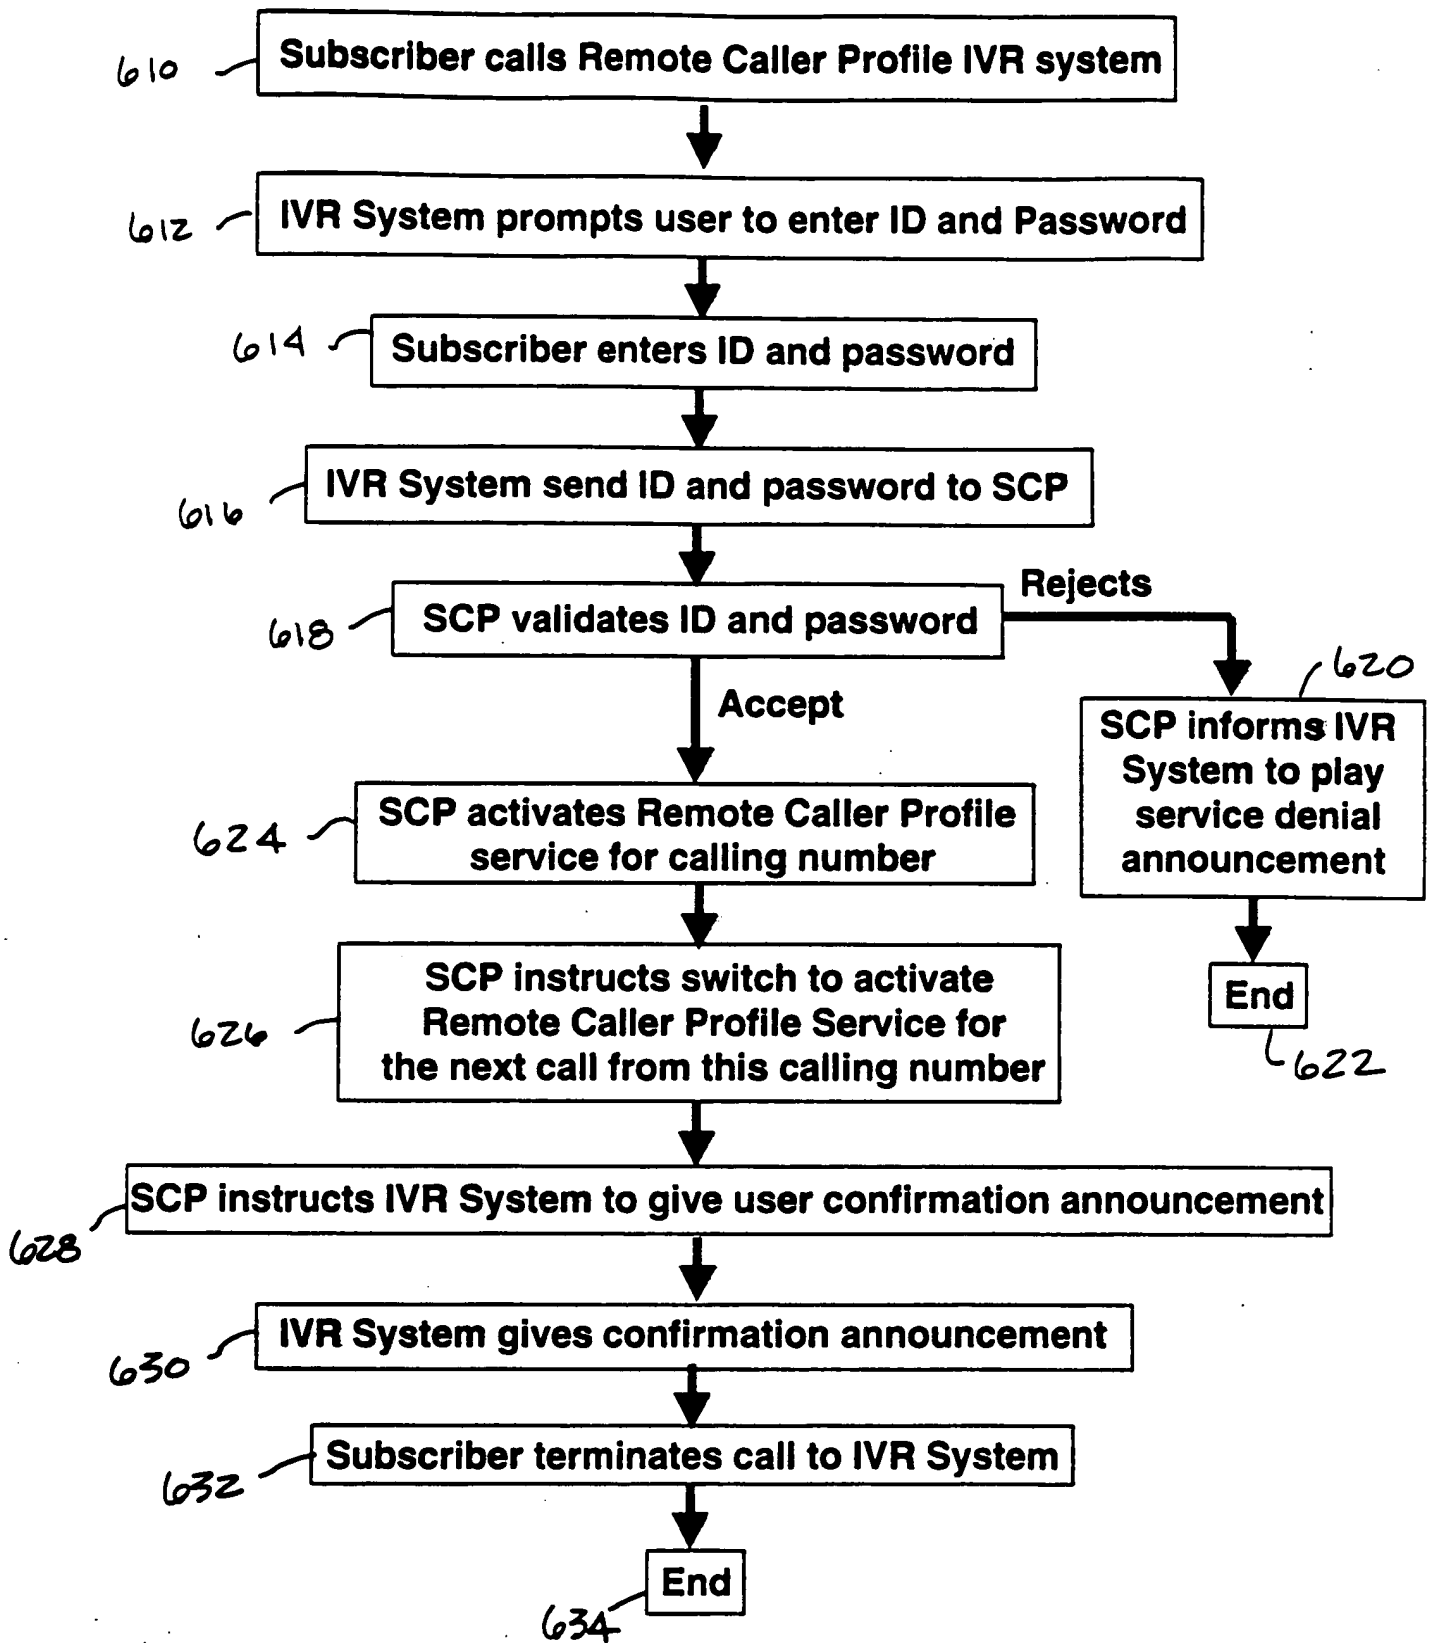 610
Subscriber calls Remote Caller Profile IVR system
612
IVR System prompts user to enter ID and Password
614
Subscriber enters ID and password
616
IVR System send ID and password to SCP
618
SCP validates ID and password
Rejects
620
SCP informs IVR
System to play
service denial
announcement
End
622
Accept
624
SCP activates Remote Caller Profile
service for calling number
626
SCP instructs switch to activate
Remote Caller Profile Service for
the next call from this calling number
628
SCP instructs IVR System to give user confirmation announcement
630
IVR System gives confirmation announcement
632
Subscriber terminates call to IVR System
End
634